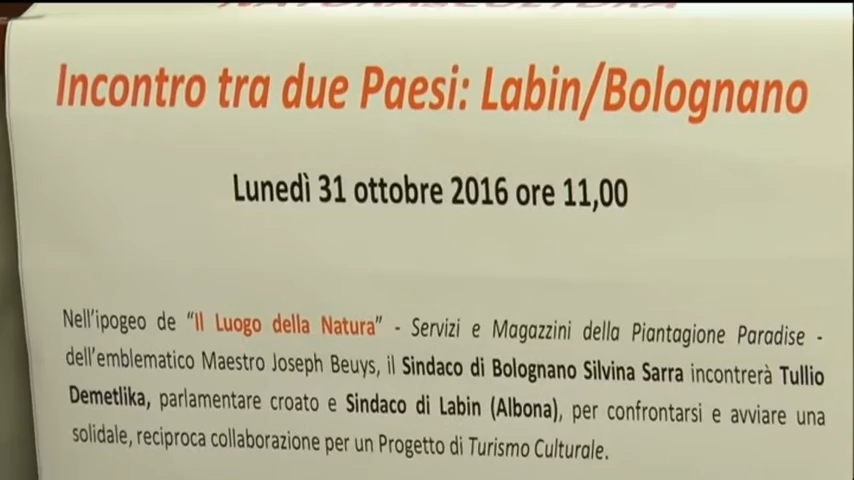 Incontro tra due Paesi: Labin/Bolognano
Lunedì 31 ottobre 2016 ore 11,00
Nell'ipogeo de "Il Luogo della Natura" - Servizi e Magazzini della Piantagione Paradise -
dell'emblematico Maestro Joseph Beuys, il Sindaco di Bolognano Silvina Sarra incontrerà Tullio
Demetlika, parlamentare croato e Sindaco di Labin (Albona), per confrontarsi e avviare una
solidale, reciproca collaborazione per un Progetto di Turismo Culturale.